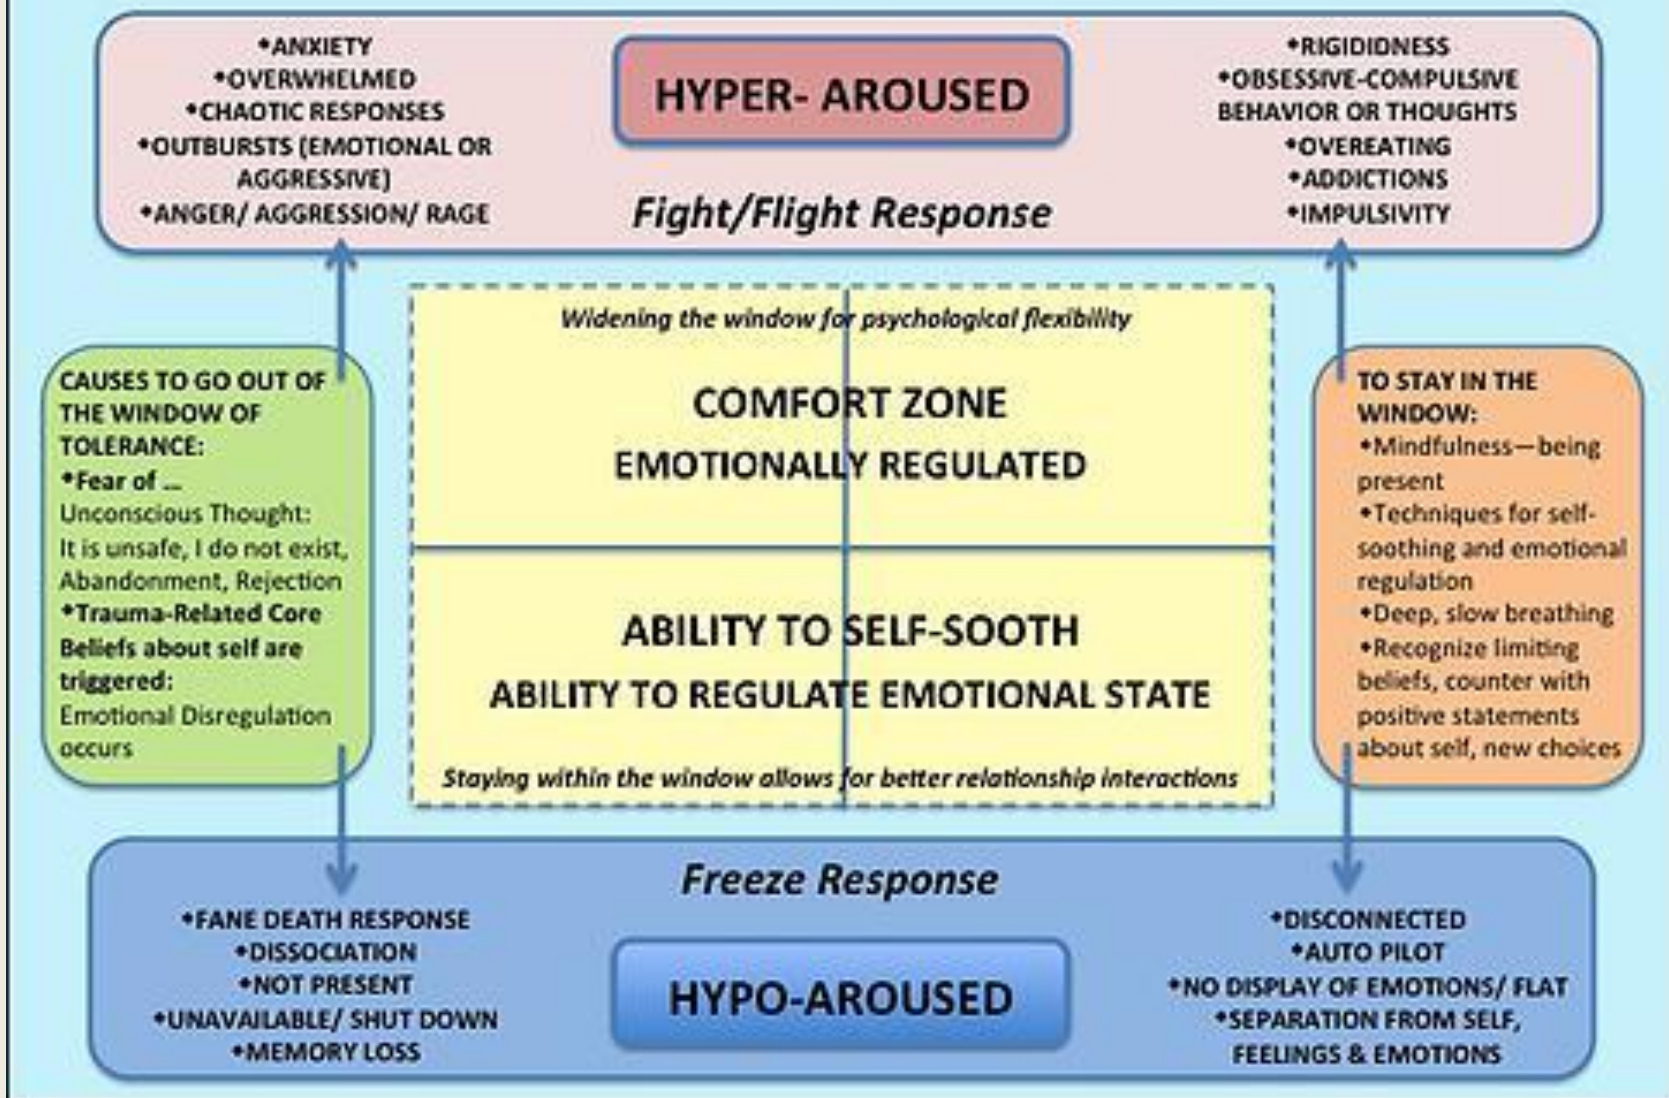 •ANXIETY
•OVERWHELMED
•CHAOTIC RESPONSES
•OUTBURSTS (EMOTIONAL OR
AGGRESSIVE)
•ANGER/ AGGRESSION/ RAGE
HYPER- AROUSED
Fight/Flight Response
•RIGIDIDNESS
•OBSESSIVE-COMPULSIVE
BEHAVIOR OR THOUGHTS
•OVEREATING
•ADDICTIONS
•IMPULSIVITY
CAUSES TO GO OUT OF
THE WINDOW OF
TOLERANCE:
•Fear of …
Unconscious Thought:
It is unsafe, I do not exist,
Abandonment, Rejection
•Trauma-Related Core
Beliefs about self are
triggered:
Emotional Disregulation
occurs
Widening the window for psychological flexibility
COMFORT ZONE
EMOTIONALLY REGULATED
ABILITY TO SELF-SOOTH
ABILITY TO REGULATE EMOTIONAL STATE
Staying within the window allows for better relationship interactions
TO STAY IN THE
WINDOW:
•Mindfulness—being
present
•Techniques for self-
soothing and emotional
regulation
•Deep, slow breathing
•Recognize limiting
beliefs, counter with
positive statements
about self, new choices
Freeze Response
•FANE DEATH RESPONSE
•DISSOCIATION
•NOT PRESENT
•UNAVAILABLE/ SHUT DOWN
•MEMORY LOSS
HYPO-AROUSED
•DISCONNECTED
•AUTO PILOT
•NO DISPLAY OF EMOTIONS/ FLAT
•SEPARATION FROM SELF,
FEELINGS & EMOTIONS